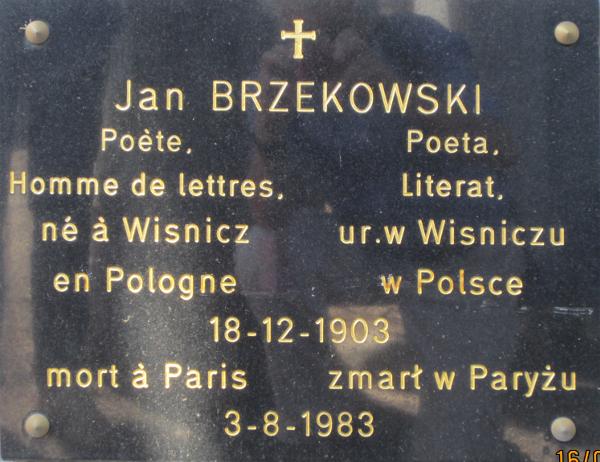 Jan BRZEKOWSKI
Poète, Poeta,
Homme de lettres, Literat,
né à Wisnicz ur. w Wiśniczu
en Pologne w Polsce
18-12-1903
mort à Paris zmarł w Paryżu
3-8-1983